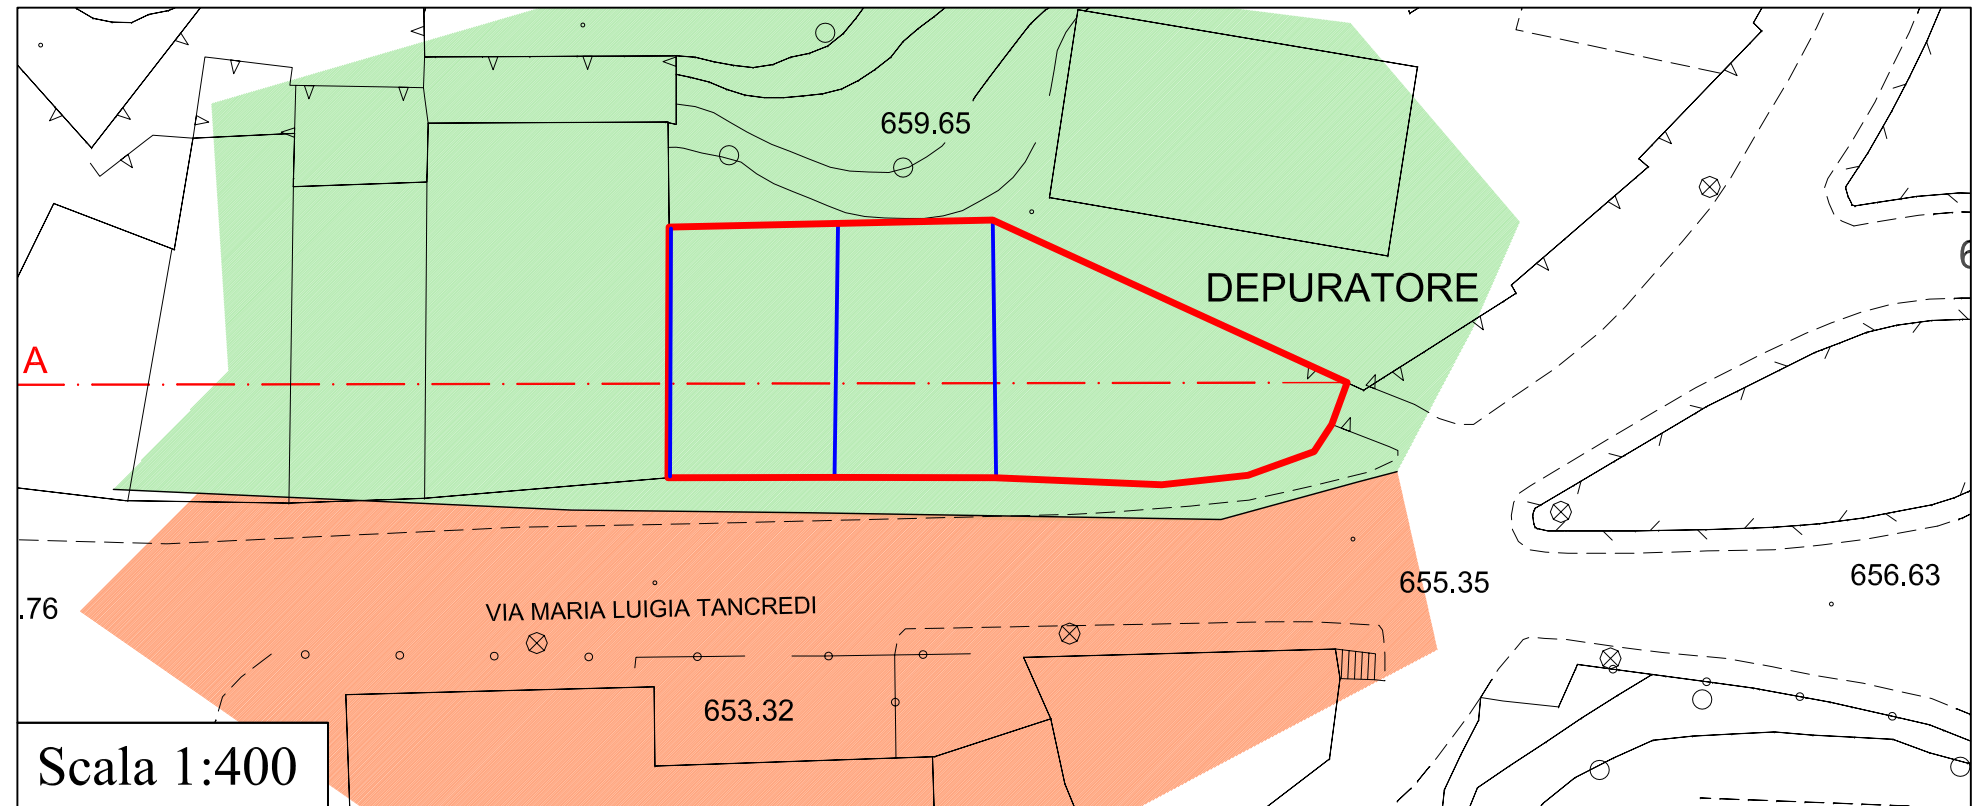 659.65
DEPURATORE
A
655.35
656.63
.76
VIA MARIA LUIGIA TANCREDI
653.32
Scala 1:400